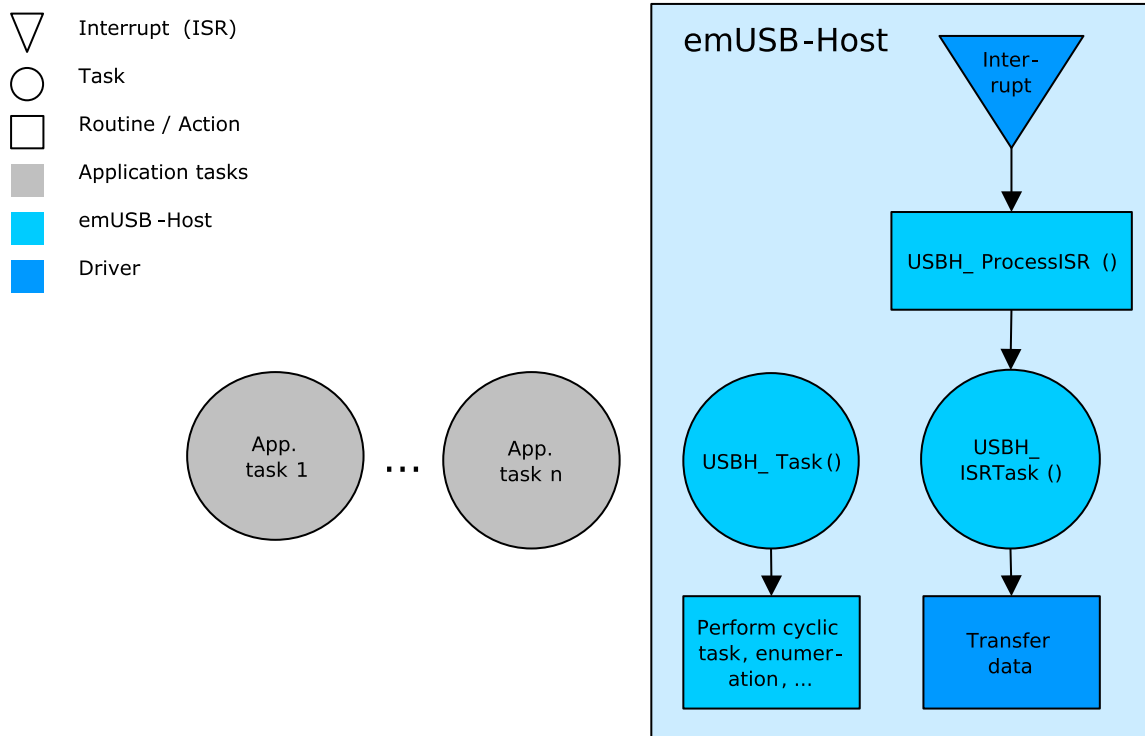 Interrupt (ISR)
Task
Routine / Action
Application tasks
emUSB-Host
Driver
emUSB-Host
Inter-
rupt
USBH_ ProcessISR ()
App.
task 1
...
App.
task n
USBH_ Task()
USBH_
ISRTask ()
Perform cyclic
task, enumer-
ation, ...
Transfer
data